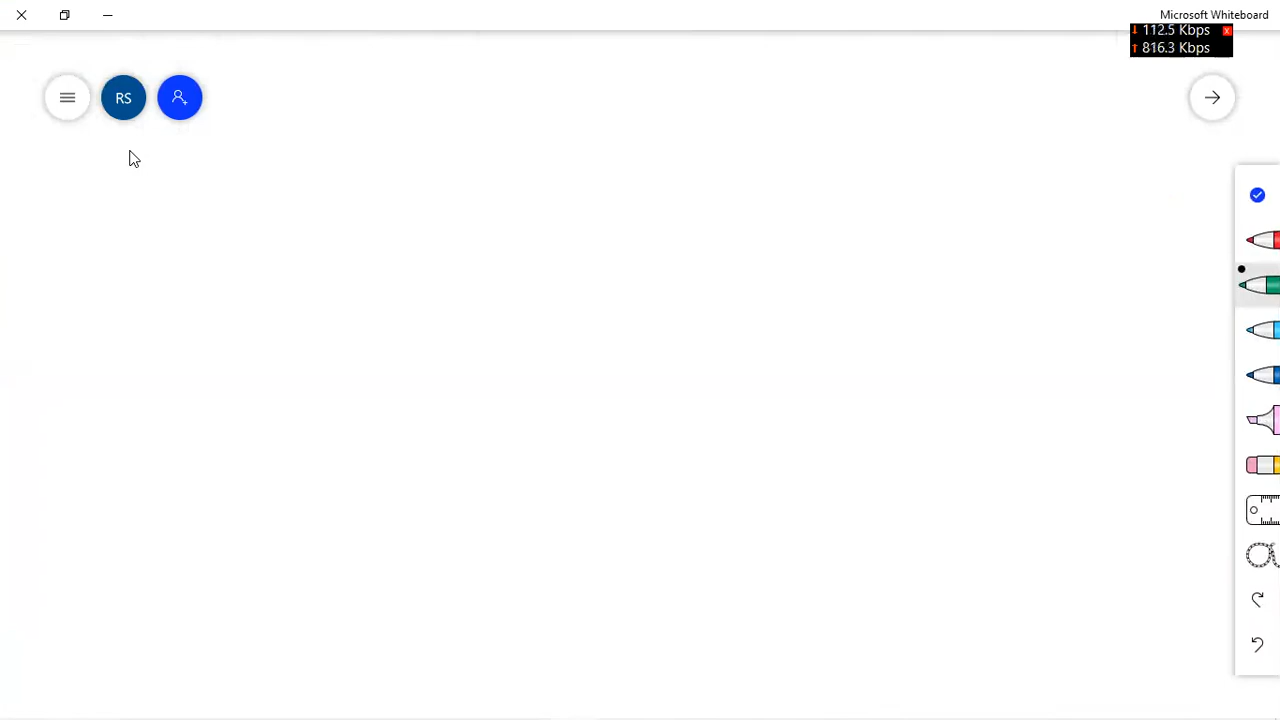 Microsoft Whiteboard
↓ 112.5 Kbps x
↑ 816.3 Kbps
RS